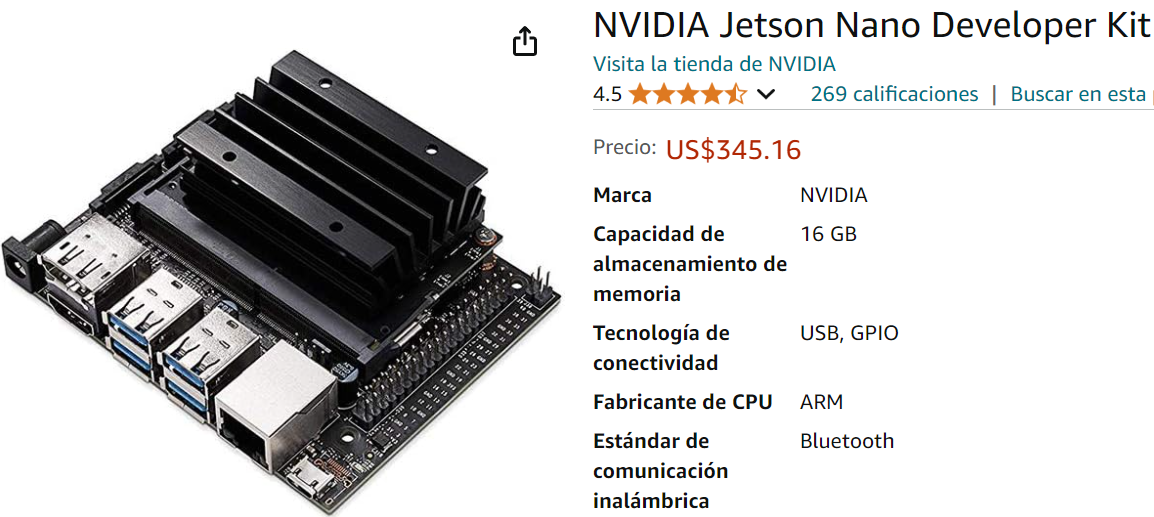 NVIDIA Jetson Nano Developer Kit
Visita la tienda de NVIDIA
4.5 269 calificaciones | Buscar en esta
Precio: US$345.16
Marca NVIDIA
Capacidad de 16 GB
almacenamiento de
memoria
Tecnología de USB, GPIO
conectividad
Fabricante de CPU ARM
Estándar de Bluetooth
comunicación
inalámbrica